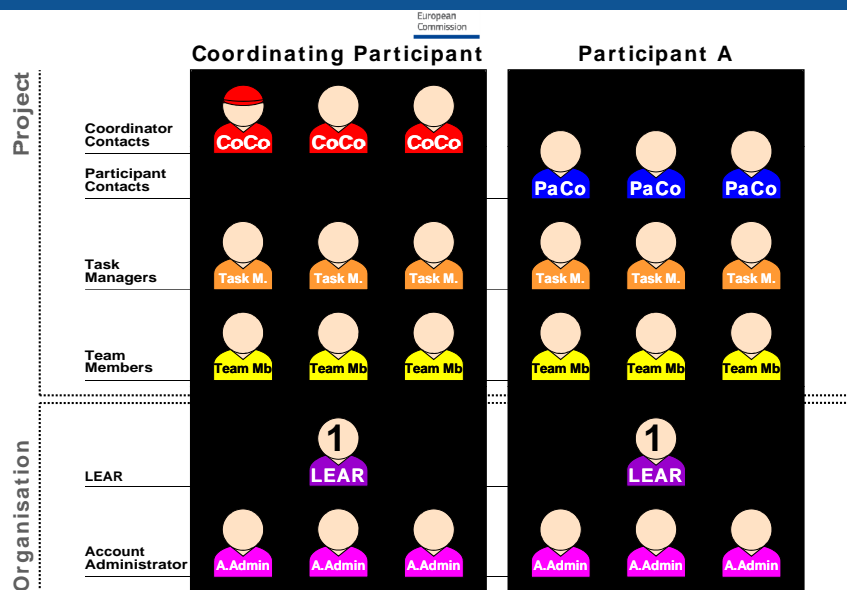 European
Commission
Coordinating Participant
Participant A
Project
Coordinator
Contacts
CoCo CoCo CoCo
Participant
Contacts
PaCo PaCo PaCo
Task
Managers
Task M. Task M. Task M. Task M. Task M. Task M.
Team
Members
Team Mb Team Mb Team Mb Team Mb Team Mb Team Mb
Organisation
1 1
LEAR
LEAR LEAR
Account
Administrator
A.Admin A.Admin A.Admin A.Admin A.Admin A.Admin